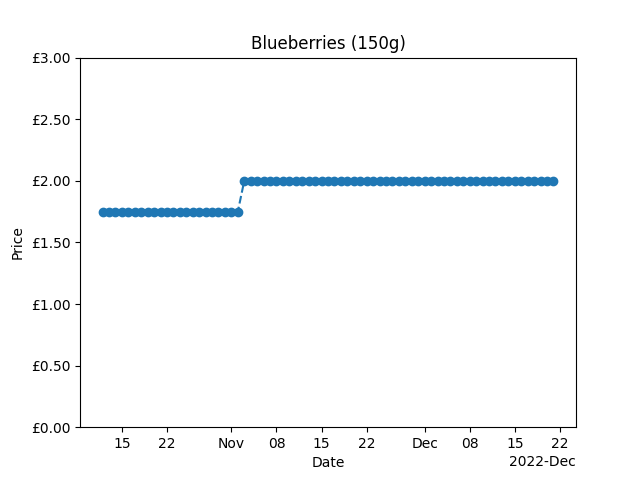 Blueberries (150g)
£3.00
£2.50
£2.00
£1.50
£1.00
£0.50
£0.00
Price
15 22 Nov 08 15 22 Dec 08 15 22
Date
2022-Dec